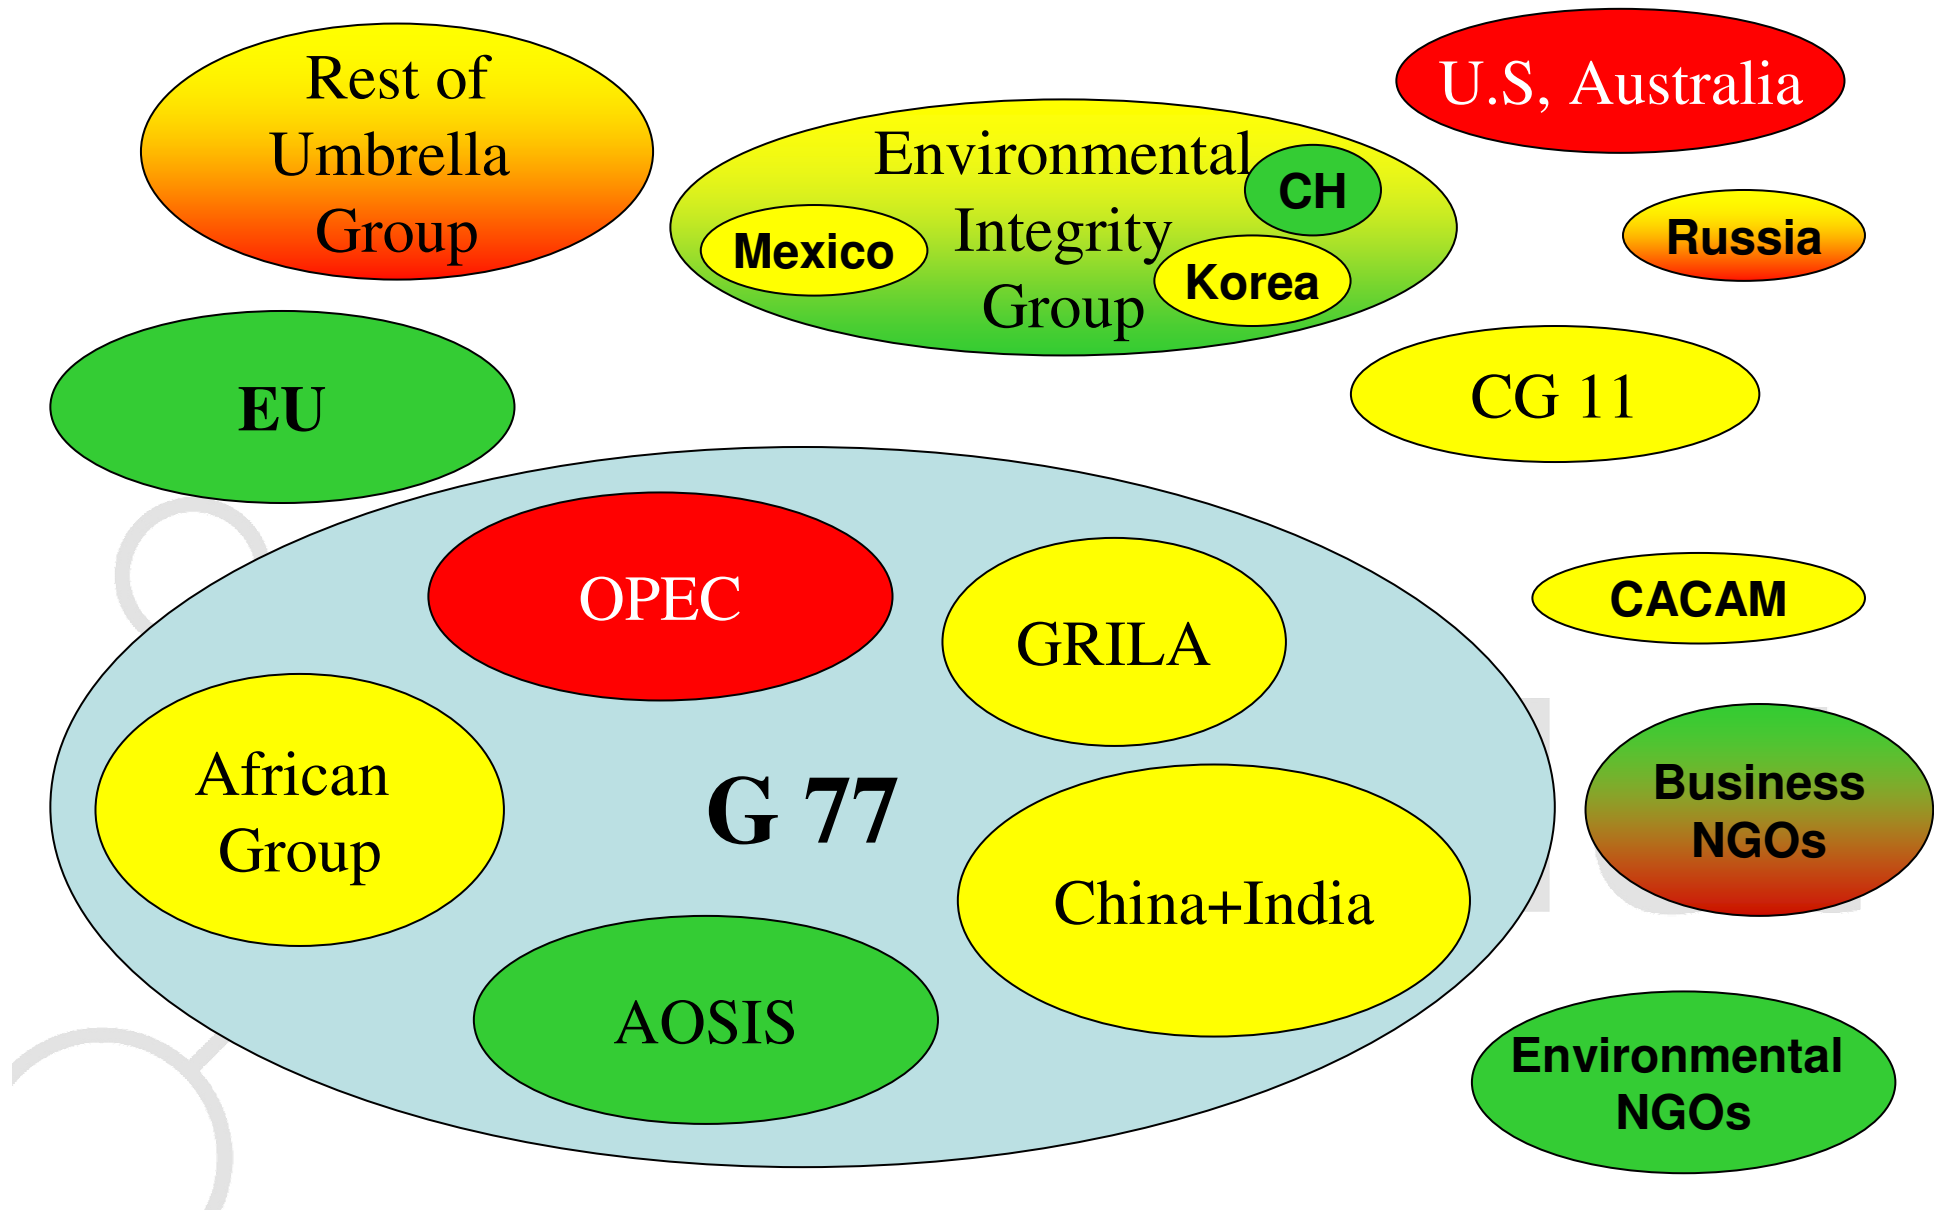 Rest of
Umbrella
Group
Environmental
Integrity
Group
CH
Mexico
Korea
U.S, Australia
Russia
EU
CG 11
OPEC
GRILA
CACAM
African
Group
G 77
China+India
AOSIS
Business
NGOs
Environmental
NGOs